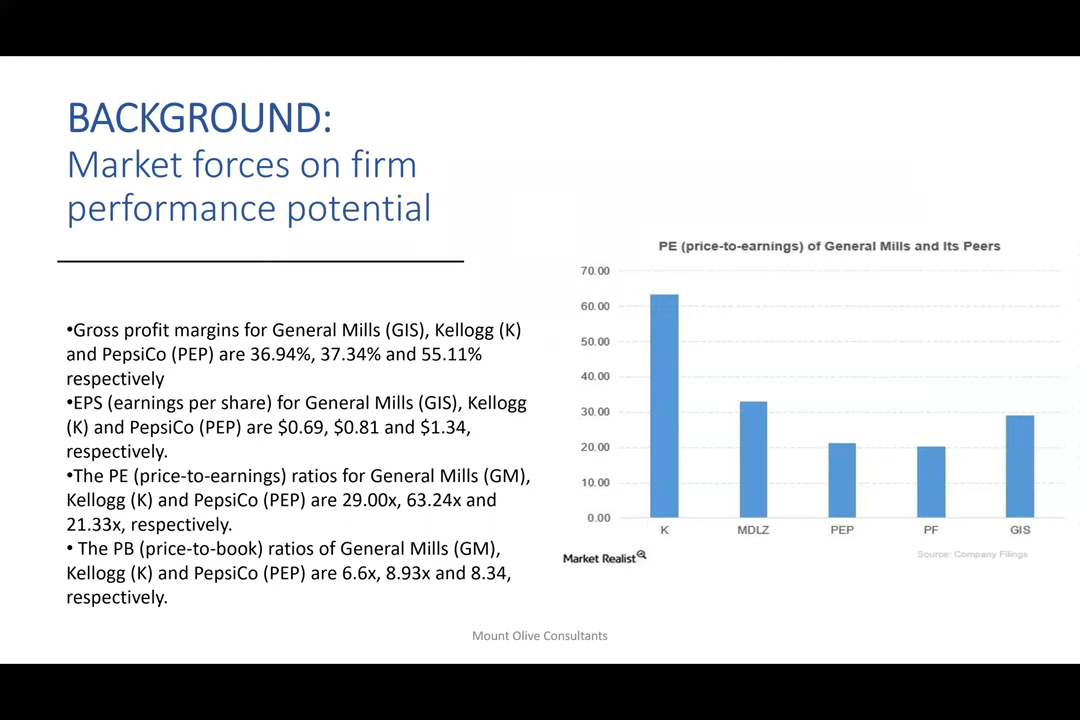 BACKGROUND:
Market forces on firm
performance potential
•Gross profit margins for General Mills (GIS), Kellogg (K)
and PepsiCo (PEP) are 36.94%, 37.34% and 55.11%
respectively
•EPS (earnings per share) for General Mills (GIS), Kellogg
(K) and PepsiCo (PEP) are $0.69, $0.81 and $1.34,
respectively.
•The PE (price-to-earnings) ratios for General Mills (GM),
Kellogg (K) and PepsiCo (PEP) are 29.00x, 63.24x and
21.33x, respectively.
• The PB (price-to-book) ratios of General Mills (GM),
Kellogg (K) and PepsiCo (PEP) are 6.6x, 8.93x and 8.34,
respectively.
PE (price-to-earnings) of General Mills and Its Peers
70.00
60.00
50.00
40.00
30.00
20.00
10.00
0.00
K MDLZ PEP PF GIS
Market Realist
Source: Company Filings
Mount Olive Consultants